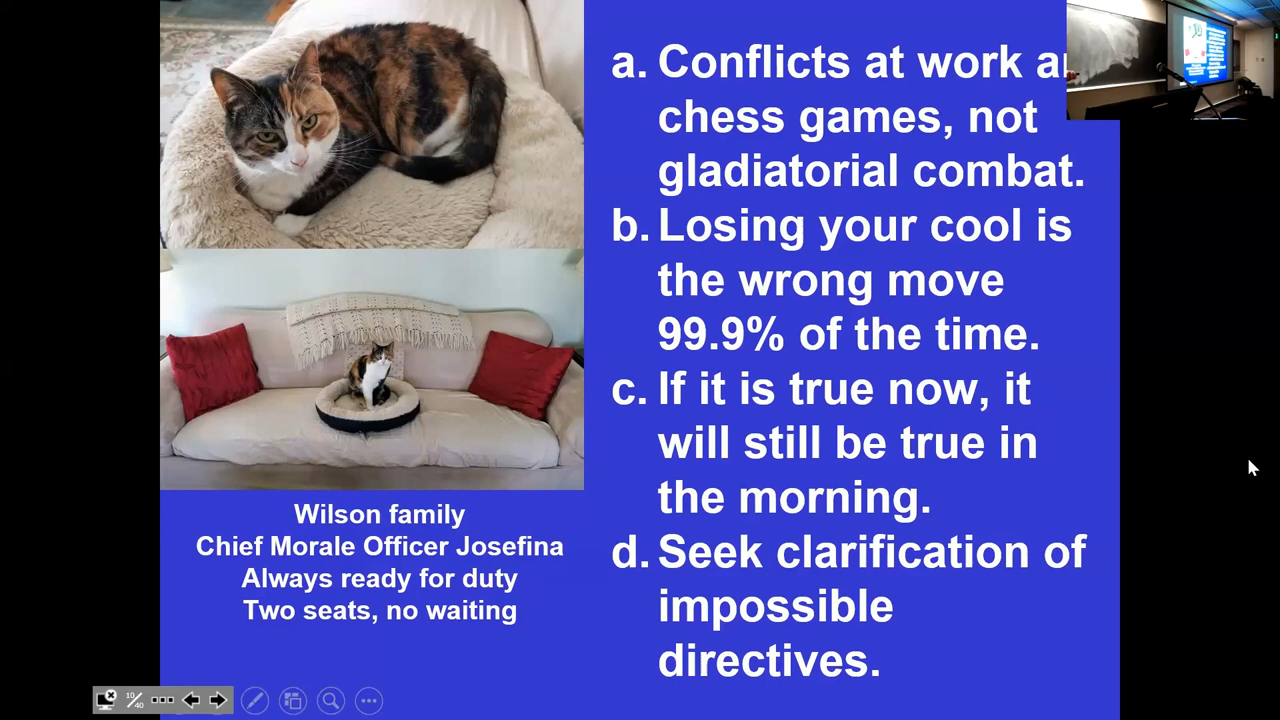 a. Conflicts at work
chess games, not
gladiatorial combat.
b. Losing your cool is
the wrong move
99.9% of the time.
c. If it is true now, it
will still be true in
the morning.
d. Seek clarification of
impossible
directives.
Wilson family
Chief Morale Officer Josefina
Always ready for duty
Two seats, no waiting
10/40